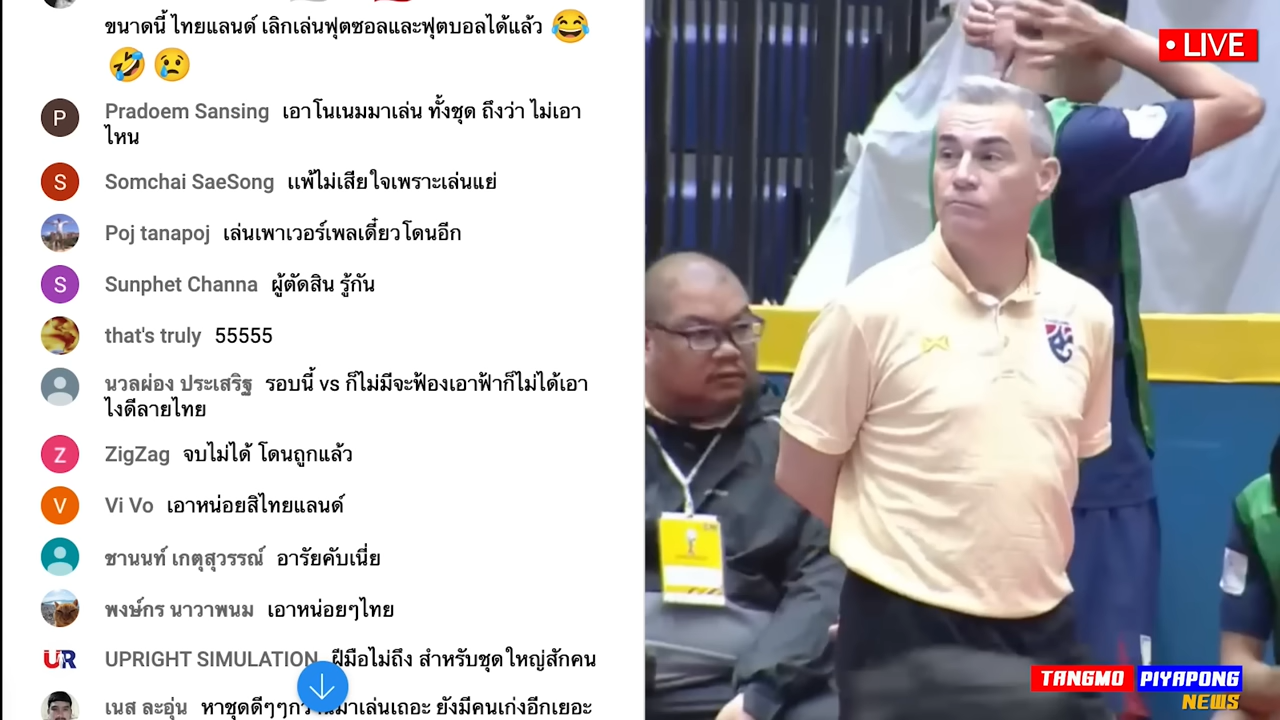 ขนาดนี้ ไทยแลนด์ เลิกเล่นฟุตซอลและฟุตบอลได้แล้ว 😂
🤣 😢
P Pradoem Sansing เอาโนเนมมาเล่น ทั้งชุด ถึงว่า ไม่เอา
ไหน
S Somchai SaeSong แพ้ไม่เสียใจเพราะเล่นแย่
Poj tanapoj เล่นเพาเวอร์เพลเดี๋ยวโดนอีก
S Sunphet Channa ผู้ตัดสิน รู้กัน
that's truly 55555
นวลผ่อง ประเสริฐ รอบนี้ vs ก็ไม่มีจะฟ้องเอาฟ้าก็ไม่ได้เอา
ไงดีลายไทย
Z ZigZag จบไม่ได้ โดนถูกแล้ว
V Vi Vo เอาหน่อยสิไทยแลนด์
ชานนท์ เกตุสุวรรณ์ อารัยคับเนี่ย
พงษ์กร นาวาพนม เอาหน่อยๆไทย
UR UPRIGHT SIMULATION ฝีมือไม่ถึง สำหรับชุดใหญ่สักคน
เนส ละอุ่น หาชุดดีๆๆกว่านี้มาเล่นเถอะ ยังมีคนเก่งอีกเยอะ
• LIVE
TANGMO PIYAPONG
NEWS